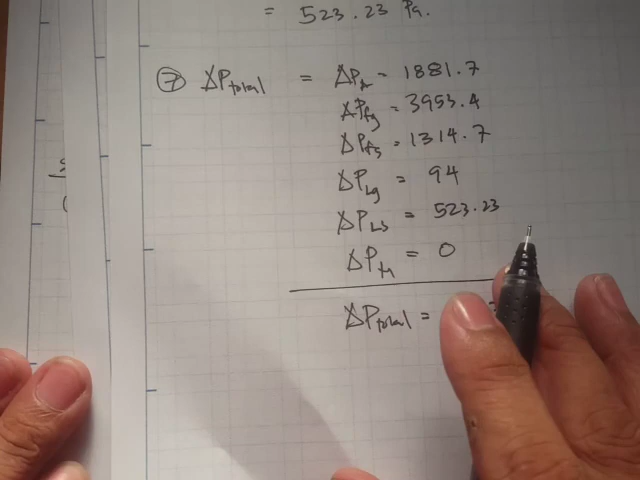 = 523.23 Pa.
⑦ ΔPtotal = ΔPa = 1881.7
ΔPfg = 3953.4
ΔPfs = 1314.7
ΔPLg = 94
ΔPLs = 523.23
ΔPfn = 0
ΔPtotal =